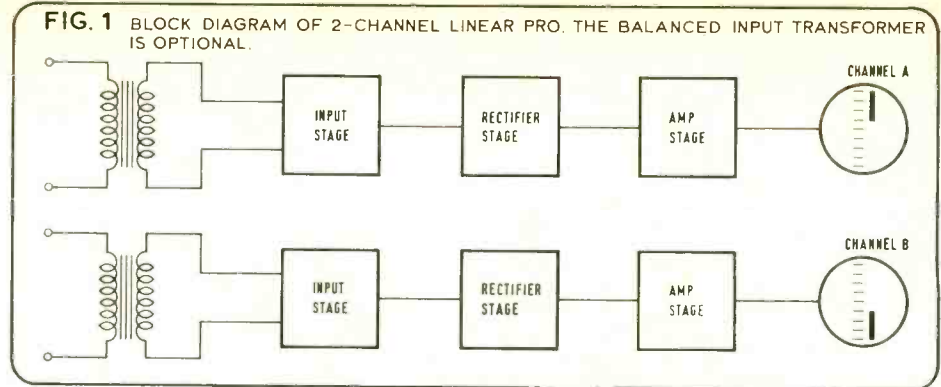 FIG. 1 BLOCK DIAGRAM OF 2-CHANNEL LINEAR PRO. THE BALANCED INPUT TRANSFORMER
IS OPTIONAL.
CHANNEL A
INPUT
STAGE
RECTIFIER
STAGE
AMP
STAGE
CHANNEL B
INPUT
STAGE
RECTIFIER
STAGE
AMP
STAGE